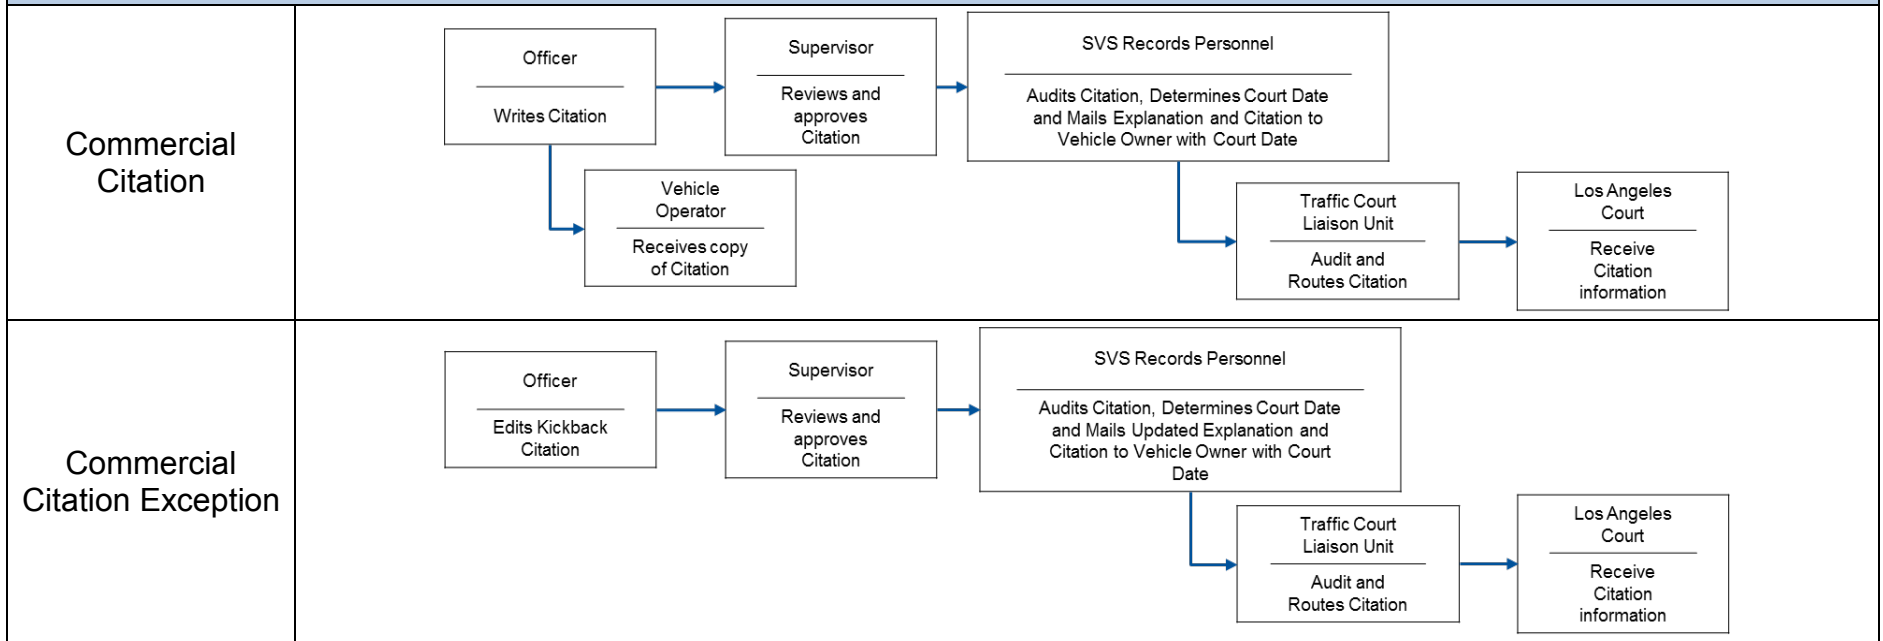 Commercial
Citation
Officer
Writes Citation
Supervisor
Reviews and
approves
Citation
SVS Records Personnel
Audits Citation, Determines Court Date
and Mails Explanation and Citation to
Vehicle Owner with Court Date
Vehicle
Operator
Receives copy
of Citation
Traffic Court
Liaison Unit
Audit and
Routes Citation
Los Angeles
Court
Receive
Citation
information
Commercial
Citation Exception
Officer
Edits Kickback
Citation
Supervisor
Reviews and
approves
Citation
SVS Records Personnel
Audits Citation, Determines Court Date
and Mails Updated Explanation and
Citation to Vehicle Owner with Court
Date
Traffic Court
Liaison Unit
Audit and
Routes Citation
Los Angeles
Court
Receive
Citation
information